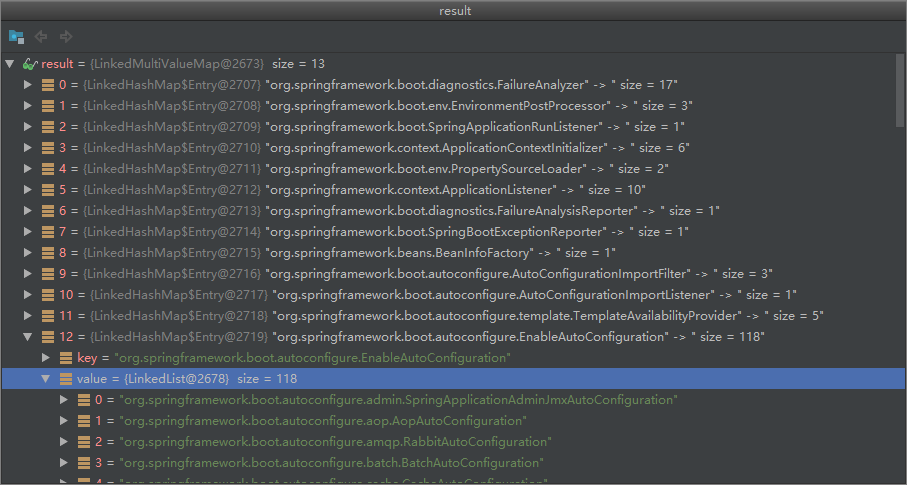 result
result = {LinkedMultiValueMap@2673} size = 13
0 = {LinkedHashMap$Entry@2707} "org.springframework.boot.diagnostics.FailureAnalyzer" -> " size = 17"
1 = {LinkedHashMap$Entry@2708} "org.springframework.boot.env.EnvironmentPostProcessor" -> " size = 3"
2 = {LinkedHashMap$Entry@2709} "org.springframework.boot.SpringApplicationRunListener" -> " size = 1"
3 = {LinkedHashMap$Entry@2710} "org.springframework.context.ApplicationContextInitializer" -> " size = 6"
4 = {LinkedHashMap$Entry@2711} "org.springframework.boot.env.PropertySourceLoader" -> " size = 2"
5 = {LinkedHashMap$Entry@2712} "org.springframework.context.ApplicationListener" -> " size = 10"
6 = {LinkedHashMap$Entry@2713} "org.springframework.boot.diagnostics.FailureAnalysisReporter" -> " size = 1"
7 = {LinkedHashMap$Entry@2714} "org.springframework.boot.SpringBootExceptionReporter" -> " size = 1"
8 = {LinkedHashMap$Entry@2715} "org.springframework.beans.BeanInfoFactory" -> " size = 1"
9 = {LinkedHashMap$Entry@2716} "org.springframework.boot.autoconfigure.AutoConfigurationImportFilter" -> " size = 3"
10 = {LinkedHashMap$Entry@2717} "org.springframework.boot.autoconfigure.AutoConfigurationImportListener" -> " size = 1"
11 = {LinkedHashMap$Entry@2718} "org.springframework.boot.autoconfigure.template.TemplateAvailabilityProvider" -> " size = 5"
12 = {LinkedHashMap$Entry@2719} "org.springframework.boot.autoconfigure.EnableAutoConfiguration" -> " size = 118"
key = "org.springframework.boot.autoconfigure.EnableAutoConfiguration"
value = {LinkedList@2678} size = 118
0 = "org.springframework.boot.autoconfigure.admin.SpringApplicationAdminJmxAutoConfiguration"
1 = "org.springframework.boot.autoconfigure.aop.AopAutoConfiguration"
2 = "org.springframework.boot.autoconfigure.amqp.RabbitAutoConfiguration"
3 = "org.springframework.boot.autoconfigure.batch.BatchAutoConfiguration"